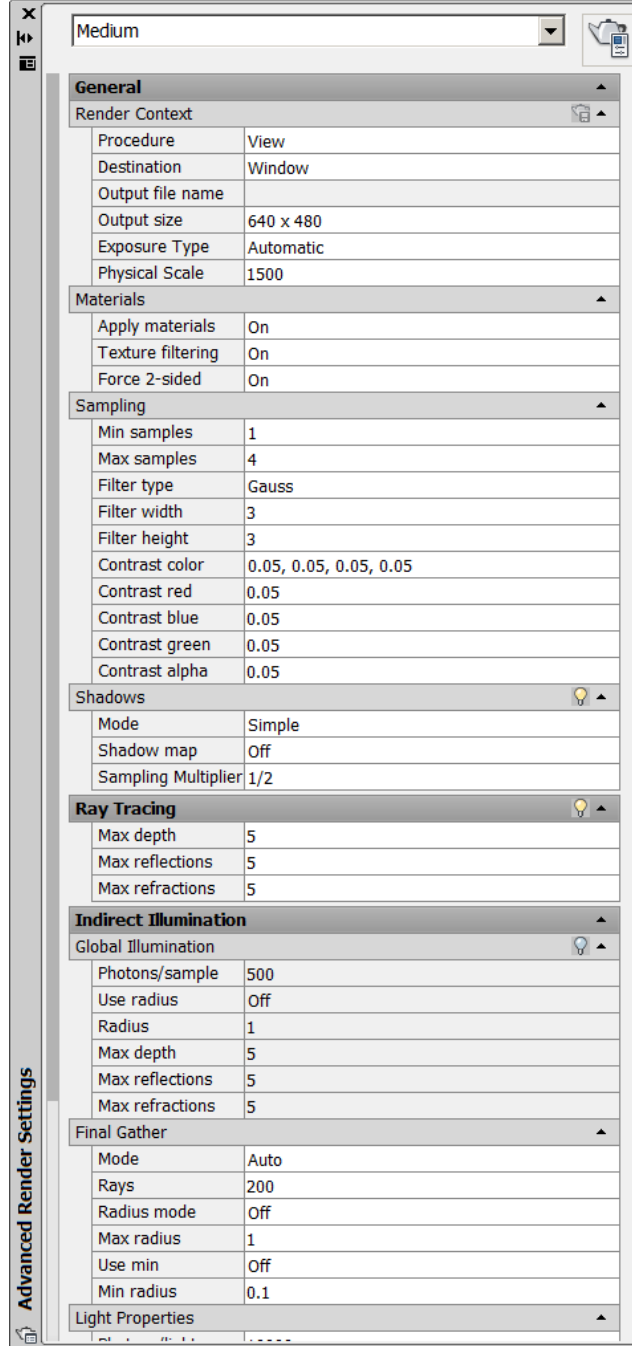 Medium
General
Render Context
Procedure View
Destination Window
Output file name
Output size 640 x 480
Exposure Type Automatic
Physical Scale 1500
Materials
Apply materials On
Texture filtering On
Force 2-sided On
Sampling
Min samples 1
Max samples 4
Filter type Gauss
Filter width 3
Filter height 3
Contrast color 0.05, 0.05, 0.05, 0.05
Contrast red 0.05
Contrast blue 0.05
Contrast green 0.05
Contrast alpha 0.05
Shadows
Mode Simple
Shadow map Off
Sampling Multiplier 1/2
Ray Tracing
Max depth 5
Max reflections 5
Max refractions 5
Indirect Illumination
Global Illumination
Photons/sample 500
Use radius Off
Radius 1
Max depth 5
Max reflections 5
Max refractions 5
Final Gather
Mode Auto
Rays 200
Radius mode Off
Max radius 1
Use min Off
Min radius 0.1
Light Properties
Advanced Render Settings